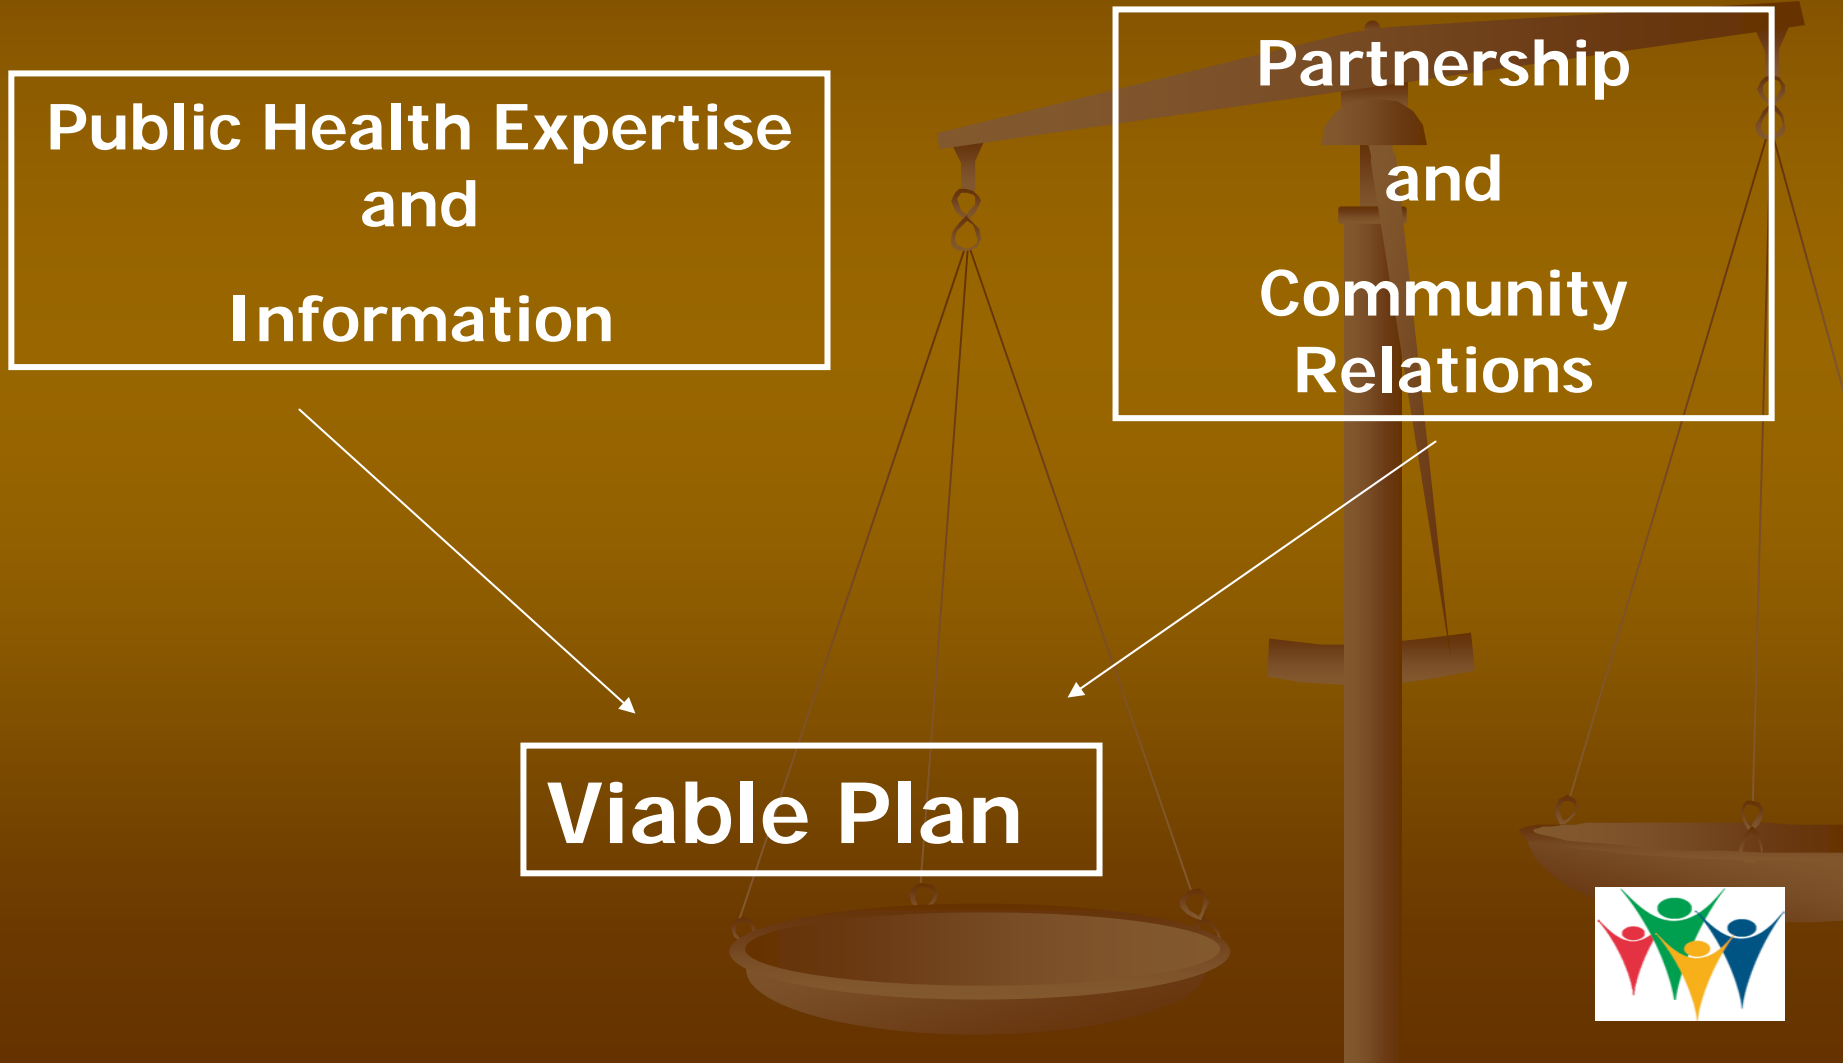 Public Health Expertise
and
Information
Partnership
and
Community
Relations
Viable Plan